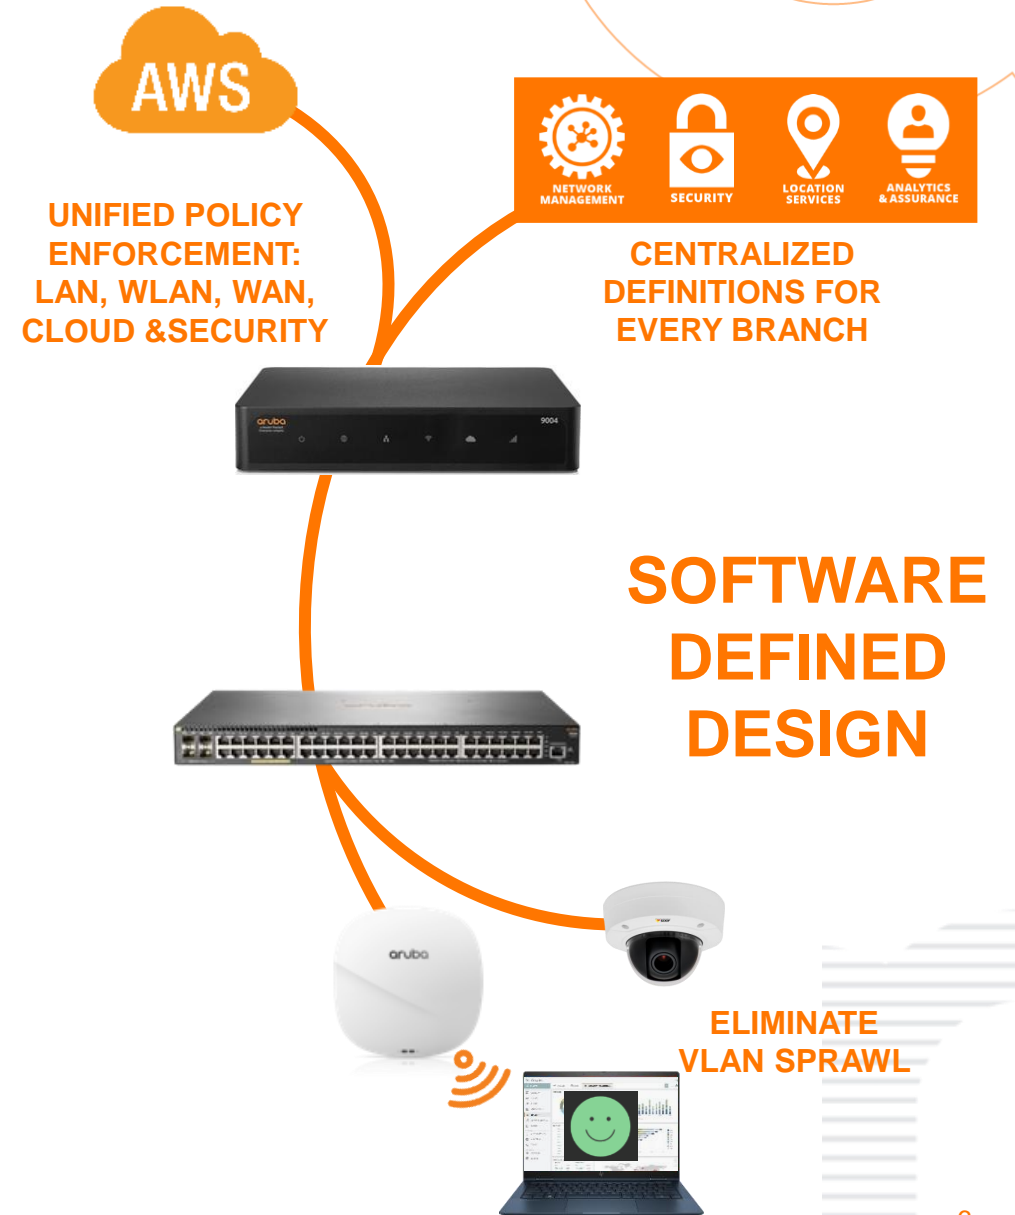 AWS
NETWORK
MANAGEMENT
SECURITY
LOCATION
SERVICES
ANALYTICS
& ASSURANCE
UNIFIED POLICY
ENFORCEMENT:
LAN, WLAN, WAN,
CLOUD &SECURITY
CENTRALIZED
DEFINITIONS FOR
EVERY BRANCH
aruba
9004
SOFTWARE
DEFINED
DESIGN
aruba
ELIMINATE
VLAN SPRAWL